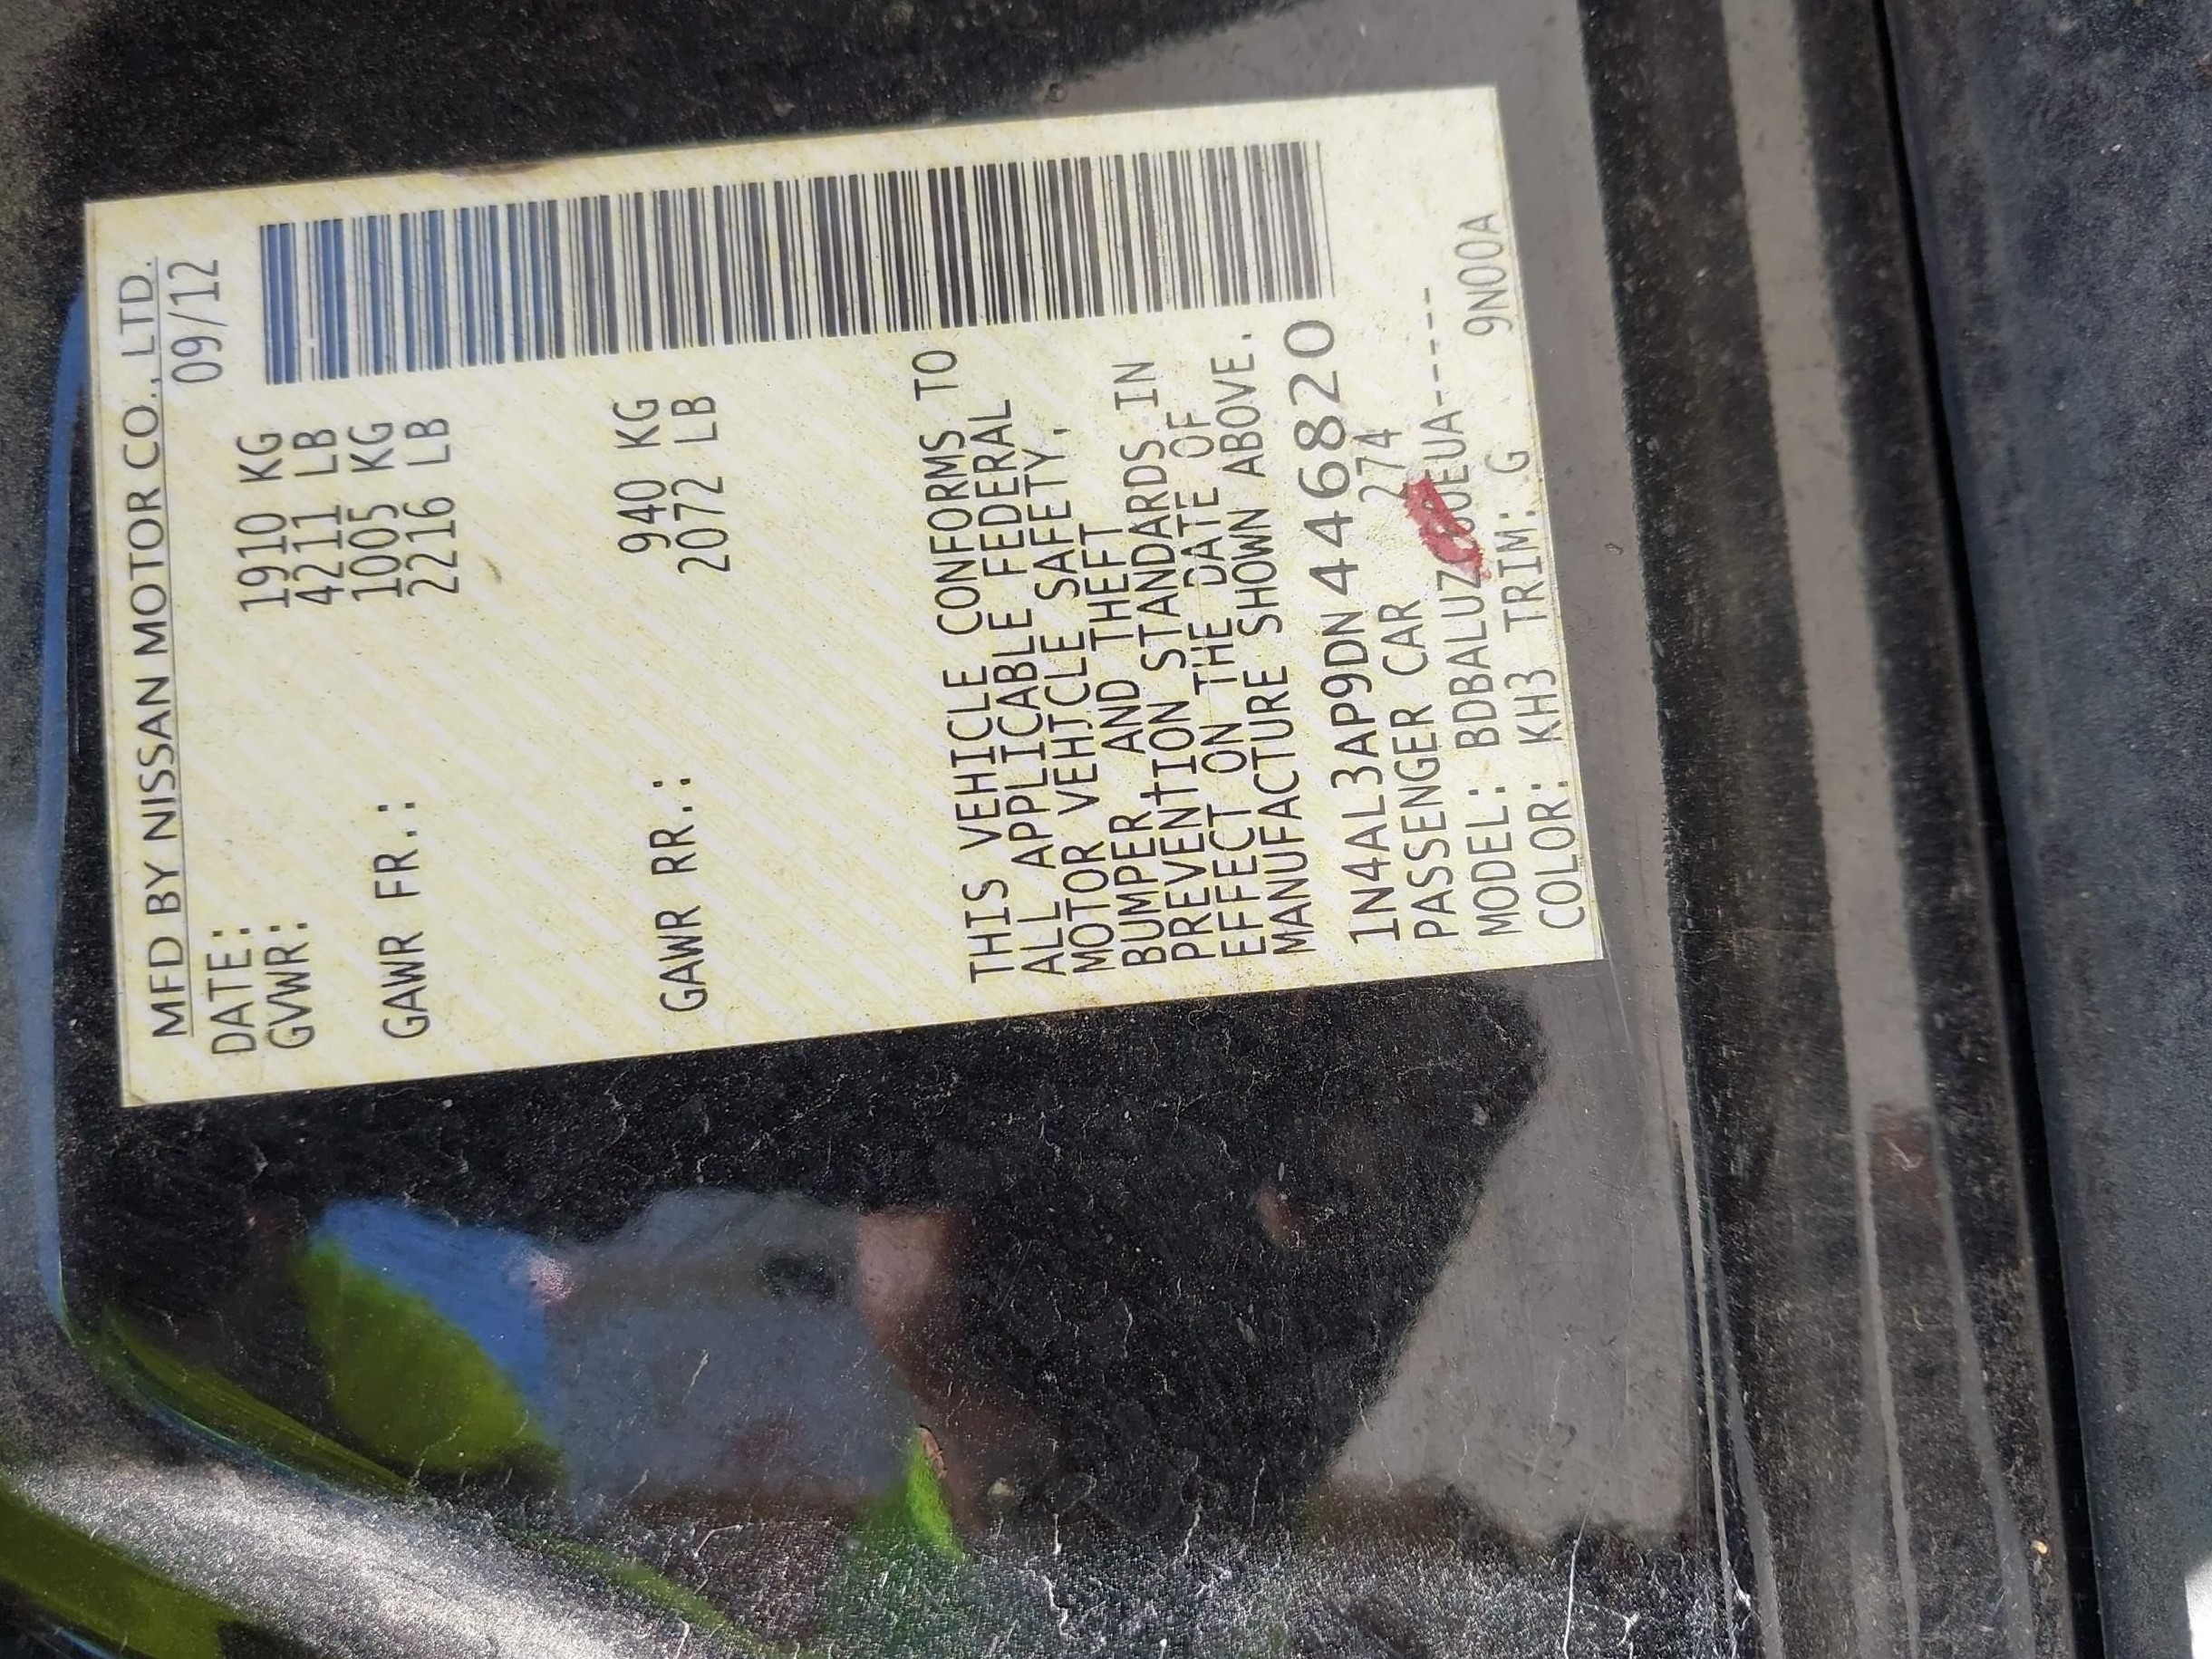 MFD BY NISSAN MOTOR CO., LTD.
DATE: 09/12
GVWR: 1910 KG
4211 LB
GAWR FR.: 1005 KG
2216 LB
GAWR RR.: 940 KG
2072 LB
THIS VEHICLE CONFORMS TO
ALL APPLICABLE FEDERAL
MOTOR VEHICLE SAFETY,
BUMPER AND THEFT
PREVENTION STANDARDS IN
EFFECT ON THE DATE OF
MANUFACTURE SHOWN ABOVE.
1N4AL3AP9DN446820
PASSENGER CAR 274
MODEL:
COLOR: KH3 TRIM: G 9N00A